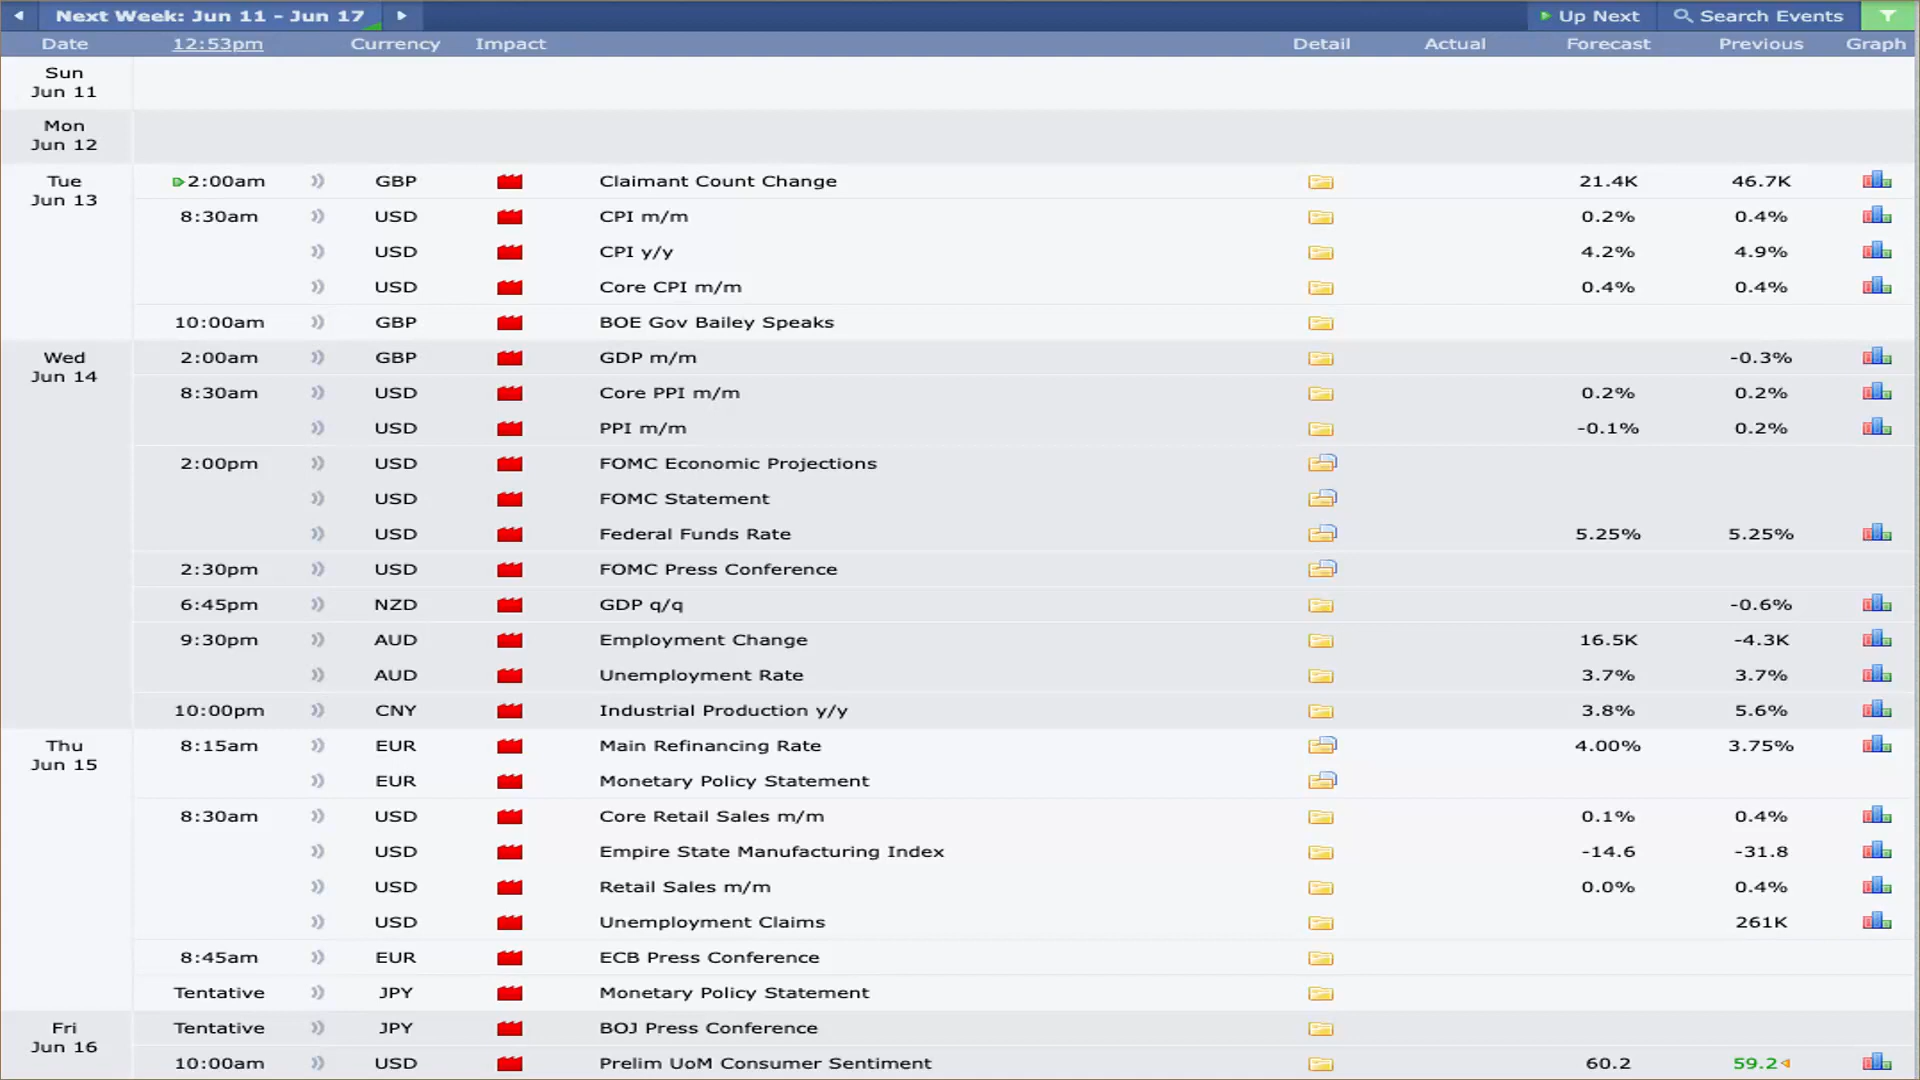 Next Week: Jun 11 - Jun 17 Up Next Search Events
Date 12:53pm Currency Impact Detail Actual Forecast Previous Graph
Sun
Jun 11
Mon
Jun 12
Tue
Jun 13
2:00am GBP Claimant Count Change 21.4K 46.7K
8:30am USD CPI m/m 0.2% 0.4%
USD CPI y/y 4.2% 4.9%
USD Core CPI m/m 0.4% 0.4%
10:00am GBP BOE Gov Bailey Speaks
Wed
Jun 14
2:00am GBP GDP m/m -0.3%
8:30am USD Core PPI m/m 0.2% 0.2%
USD PPI m/m -0.1% 0.2%
2:00pm USD FOMC Economic Projections
USD FOMC Statement
USD Federal Funds Rate 5.25% 5.25%
2:30pm USD FOMC Press Conference
6:45pm NZD GDP q/q -0.6%
9:30pm AUD Employment Change 16.5K -4.3K
AUD Unemployment Rate 3.7% 3.7%
10:00pm CNY Industrial Production y/y 3.8% 5.6%
Thu
Jun 15
8:15am EUR Main Refinancing Rate 4.00% 3.75%
EUR Monetary Policy Statement
8:30am USD Core Retail Sales m/m 0.1% 0.4%
USD Empire State Manufacturing Index -14.6 -31.8
USD Retail Sales m/m 0.0% 0.4%
USD Unemployment Claims 261K
8:45am EUR ECB Press Conference
Tentative JPY Monetary Policy Statement
Fri
Jun 16
Tentative JPY BOJ Press Conference
10:00am USD Prelim UoM Consumer Sentiment 60.2 59.2